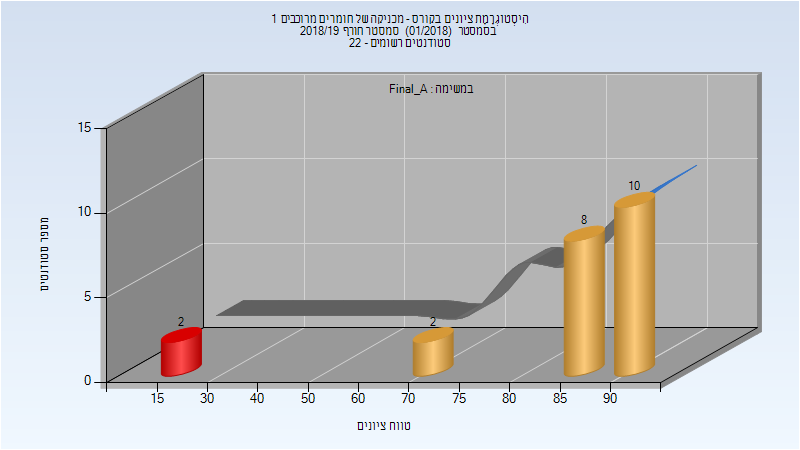 היסטוגרמת ציונים בקורס - מכניקה של חומרים מרוכבים 1
בסמסטר (01/2018) סמסטר חורף 2018/19
סטודנטים רשומים - 22
במשימה : Final_A
15
10
5
0
מספר סטודנטים
2
2
8
10
15 30 40 50 70 75 80 85 90
טווח ציונים